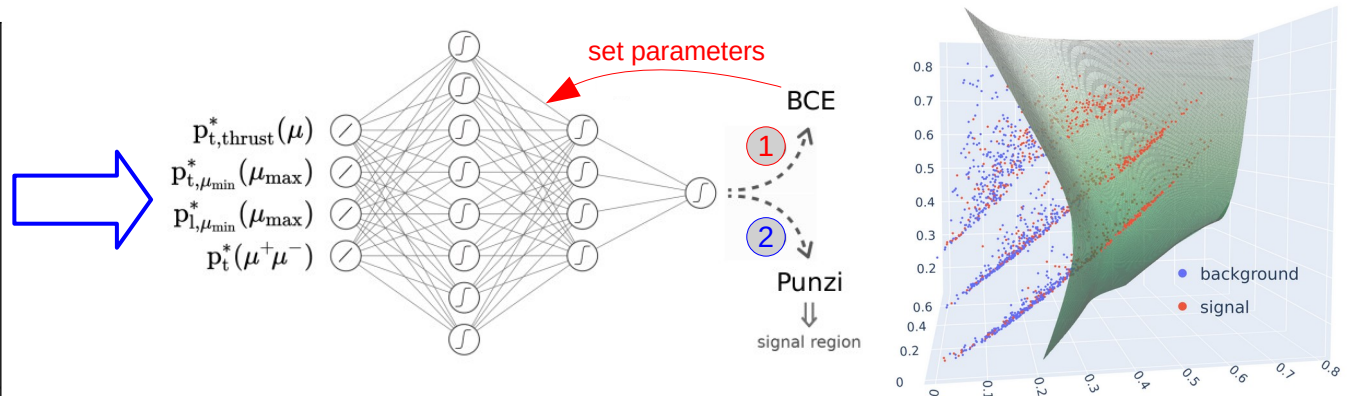 set parameters
BCE
p*t,thrust(μ)
p*t,μmin(μmax)
p*l,μmin(μmax)
p*t(μ+μ−)
1
2
Punzi
⇓
signal region
0.8
0.7
0.6
0.5
0.4
0.3
0.2
0.6
0.4
0.2
0
background
signal
0
0.1
0.2
0.3
0.4
0.5
0.6
0.7
0.8